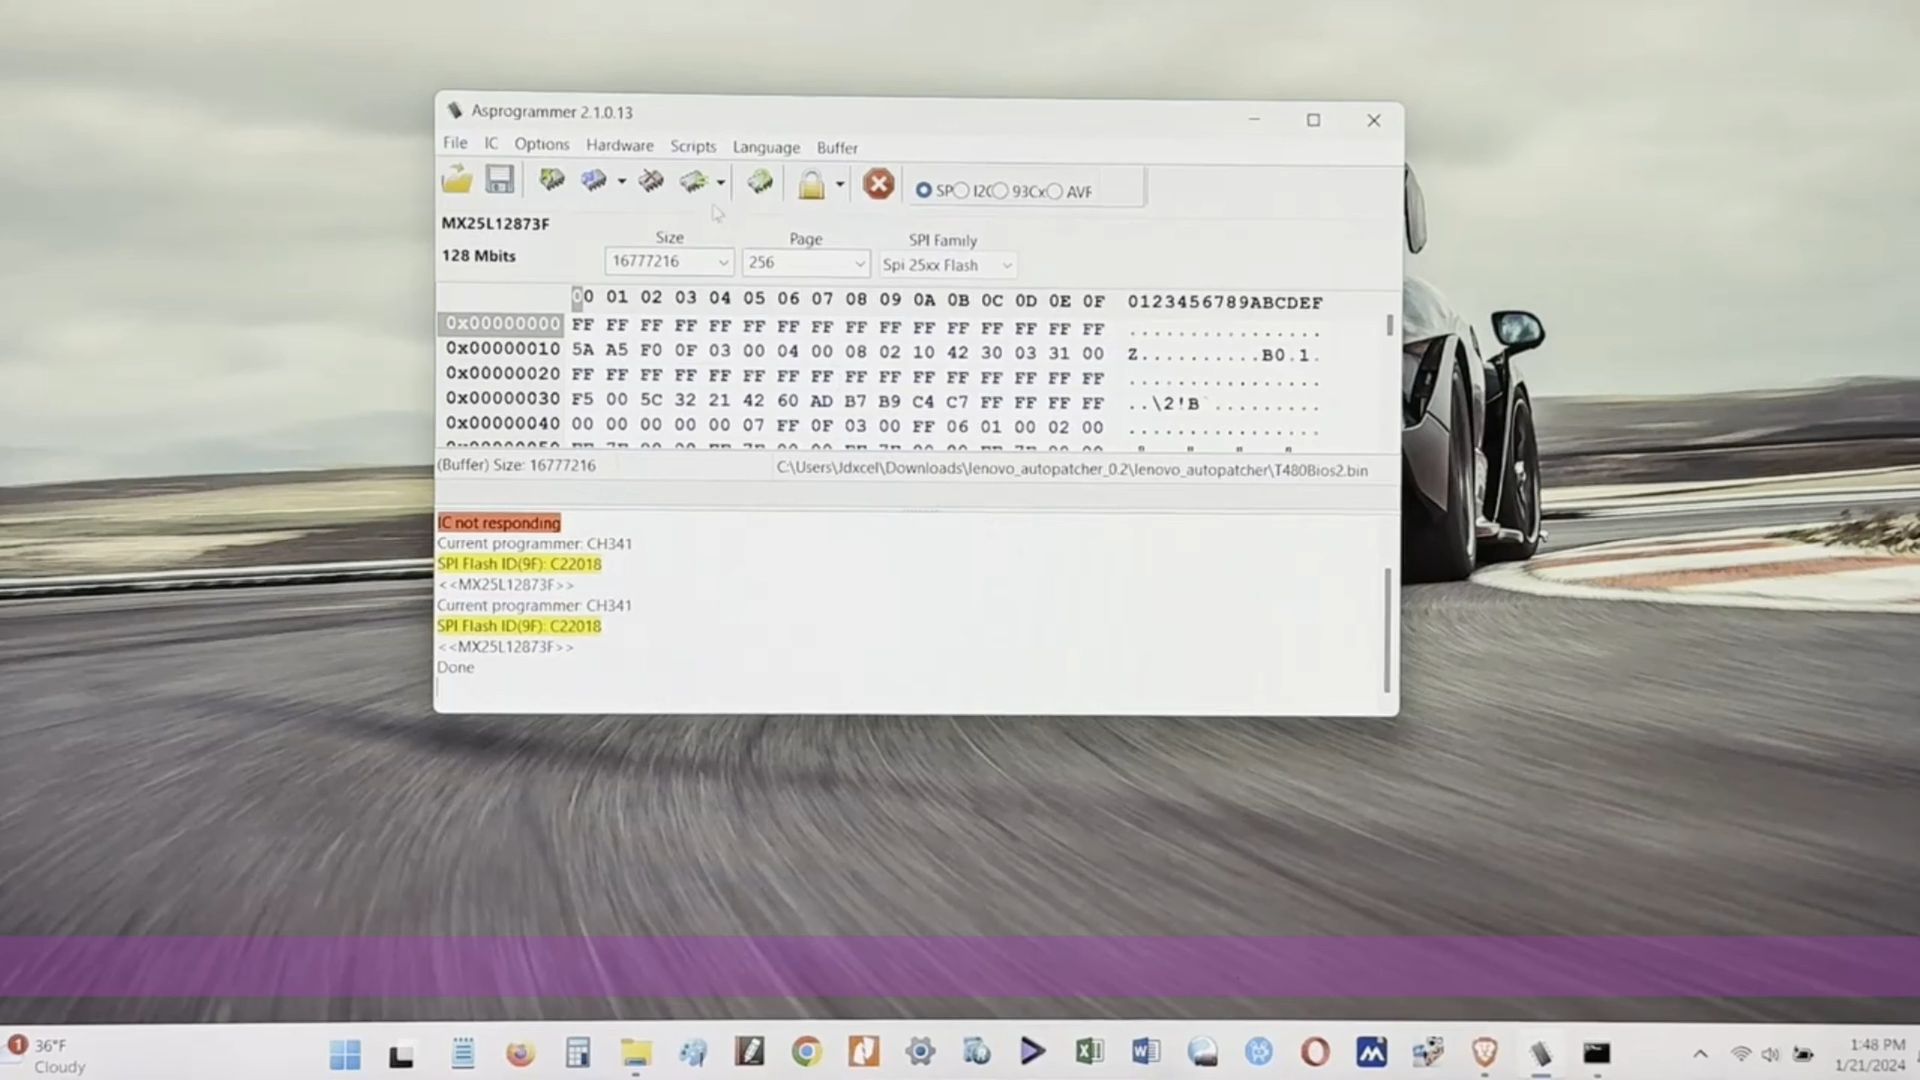 Asprogrammer 2.1.0.13
File IC Options Hardware Scripts Language Buffer
SP I2C 93Cx AVF
MX25L12873F
128 Mbits
Size Page SPI Family
16777216 256 Spi 25xx Flash
00 01 02 03 04 05 06 07 08 09 0A 0B 0C 0D 0E 0F 0123456789ABCDEF
0x00000000 FF FF FF FF FF FF FF FF FF FF FF FF FF FF FF FF ................
0x00000010 5A A5 F0 0F 03 00 04 00 08 02 10 42 30 03 31 00 Z..........B0.1.
0x00000020 FF FF FF FF FF FF FF FF FF FF FF FF FF FF FF FF ................
0x00000030 F5 00 5C 32 21 42 60 AD B7 B9 C4 C7 FF FF FF FF ..\2!B`.........
0x00000040 00 00 00 00 00 07 FF 0F 03 00 FF 06 01 00 02 00 ................
(Buffer) Size: 16777216 C:\Users\Jdxcel\Downloads\lenovo_autopatcher_0.2\lenovo_autopatcher\T480Bios2.bin
IC not responding
Current programmer: CH341
SPI Flash ID(9F): C22018
<<MX25L12873F>>
Current programmer: CH341
SPI Flash ID(9F): C22018
<<MX25L12873F>>
Done
1 36°F
Cloudy
1:48 PM
1/21/2024